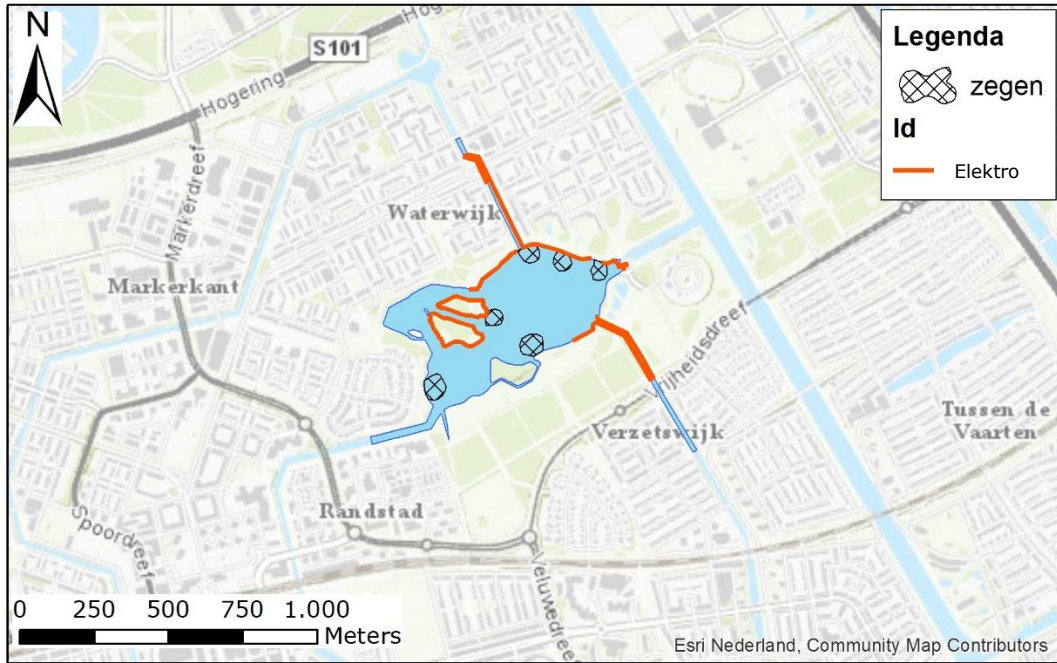 N
S101
Hogering
Hogering
Legenda
zegen
Id
Elektro
Markerdreef
Waterwijk
Markerkant
Vrijheidsdreef
Verzetswijk
Tussen de
Vaarten
Randstad
Spoordreef
Veluwedreef
0 250 500 750 1.000
Meters
Esri Nederland, Community Map Contributors